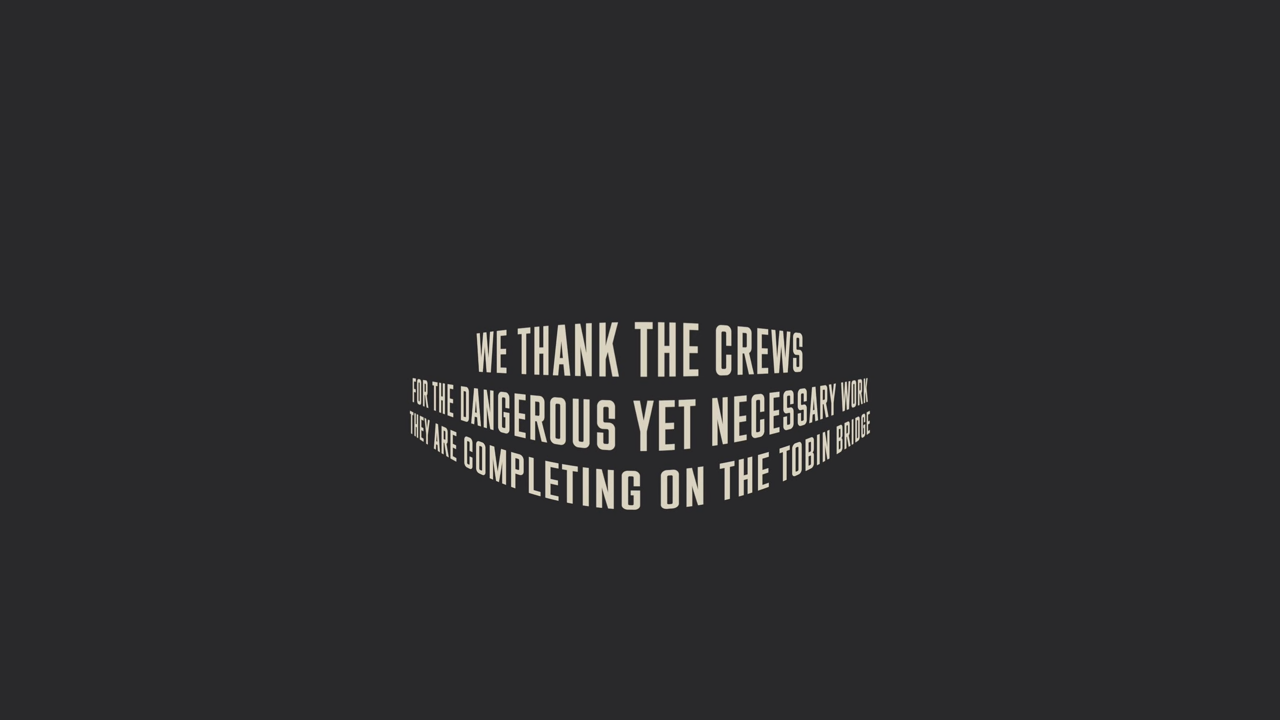 WE THANK THE CREWS
FOR THE DANGEROUS YET NECESSARY WORK
THEY ARE COMPLETING ON THE TOBIN BRIDGE